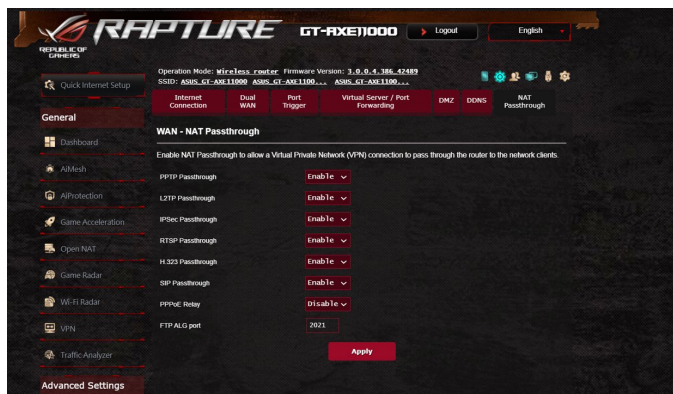 RAPTURE GT-AXE11000 Logout English
REPUBLIC OF
GAMERS
Quick Internet Setup
Operation Mode: Wireless router Firmware Version: 3.0.0.4.386_42489
SSID: ASUS_GT-AXE11000 ASUS_GT-AXE1100... ASUS_GT-AXE1100...
Internet Connection
Dual WAN
Port Trigger
Virtual Server / Port Forwarding
DMZ
DDNS
NAT Passthrough
General
Dashboard
AiMesh
AiProtection
Game Acceleration
Open NAT
Game Radar
Wi-Fi Radar
VPN
Traffic Analyzer
Advanced Settings
WAN - NAT Passthrough
Enable NAT Passthrough to allow a Virtual Private Network (VPN) connection to pass through the router to the network clients.
PPTP Passthrough Enable
L2TP Passthrough Enable
IPSec Passthrough Enable
RTSP Passthrough Enable
H.323 Passthrough Enable
SIP Passthrough Enable
PPPoE Relay Disable
FTP ALG port 2021
Apply